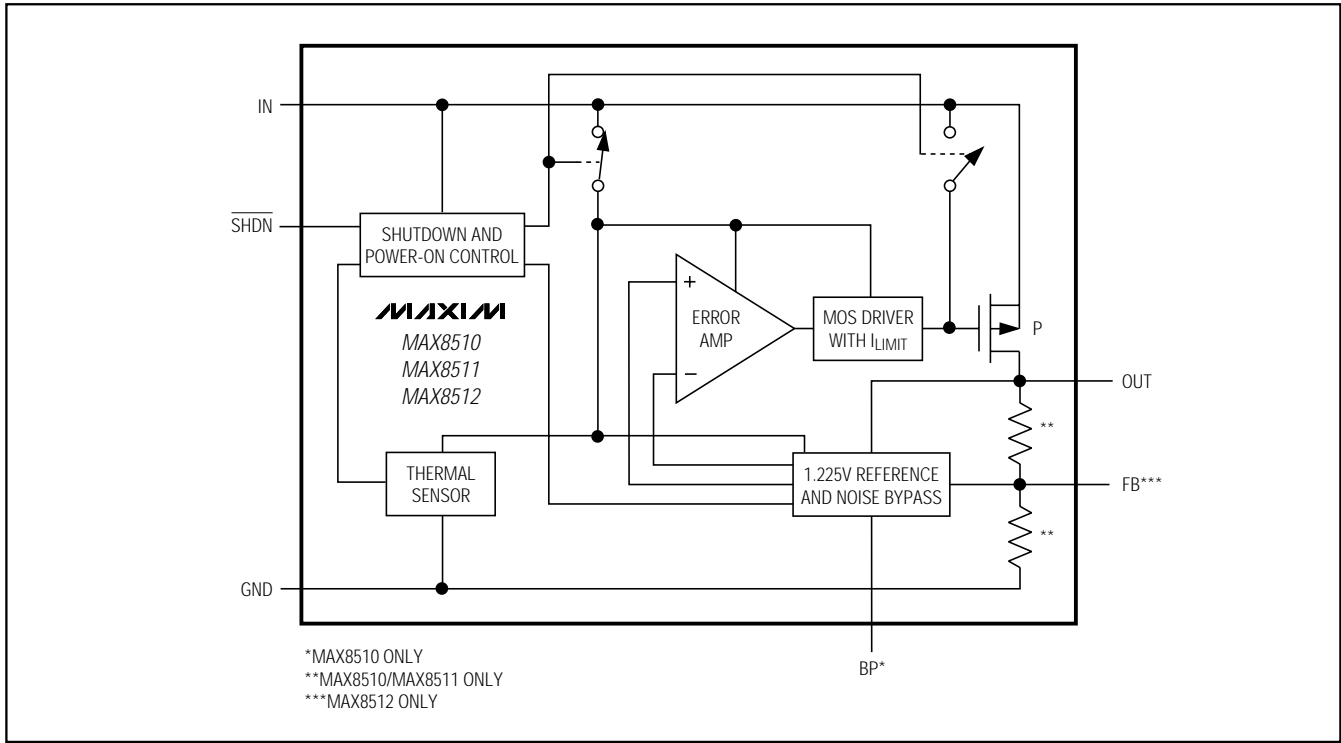 IN
SHDN
SHUTDOWN AND
POWER-ON CONTROL
MAXIM
MAX8510
MAX8511
MAX8512
ERROR
AMP
+
−
MOS DRIVER
WITH ILIMIT
P
OUT
**
THERMAL
SENSOR
1.225V REFERENCE
AND NOISE BYPASS
FB***
**
GND
BP*
*MAX8510 ONLY
**MAX8510/MAX8511 ONLY
***MAX8512 ONLY